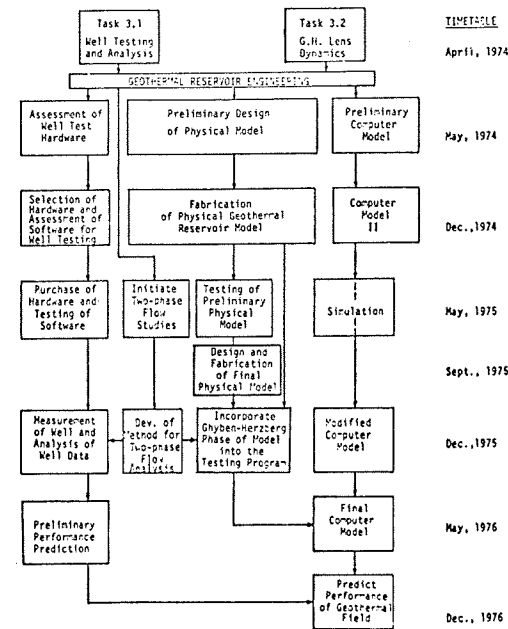 Task 3.1
Well Testing
and Analysis
Task 3.2
G.H. Lens
Dynamics
TIMETABLE
April, 1974
GEOTHERMAL RESERVOIR ENGINEERING
Assessment of
Well Test
Hardware
Preliminary Design
of Physical Model
Preliminary
Computer
Model
May, 1974
Selection of
Hardware and
Assessment of
Software for
Well Testing
Fabrication
of Physical Geothermal
Reservoir Model
Computer
Model
II
Dec.,1974
Purchase of
Hardware and
Testing of
Software
Initiate
Two-phase
Flow
Studies
Testing of
Preliminary
Physical
Model
Simulation
May, 1975
Design and
Fabrication
of Final
Physical Model
Sept., 1975
Measurement
of Well and
Analysis of
Well Data
Dev. of
Method for
Two-phase
Flow
Analysis
Incorporate
Ghyben-Herzberg
Phase of Model
into the
Testing Program
Modified
Computer
Model
Dec., 1975
Preliminary
Performance
Prediction
Final
Computer
Model
May, 1976
Predict
Performance
of Geothermal
Field
Dec., 1976